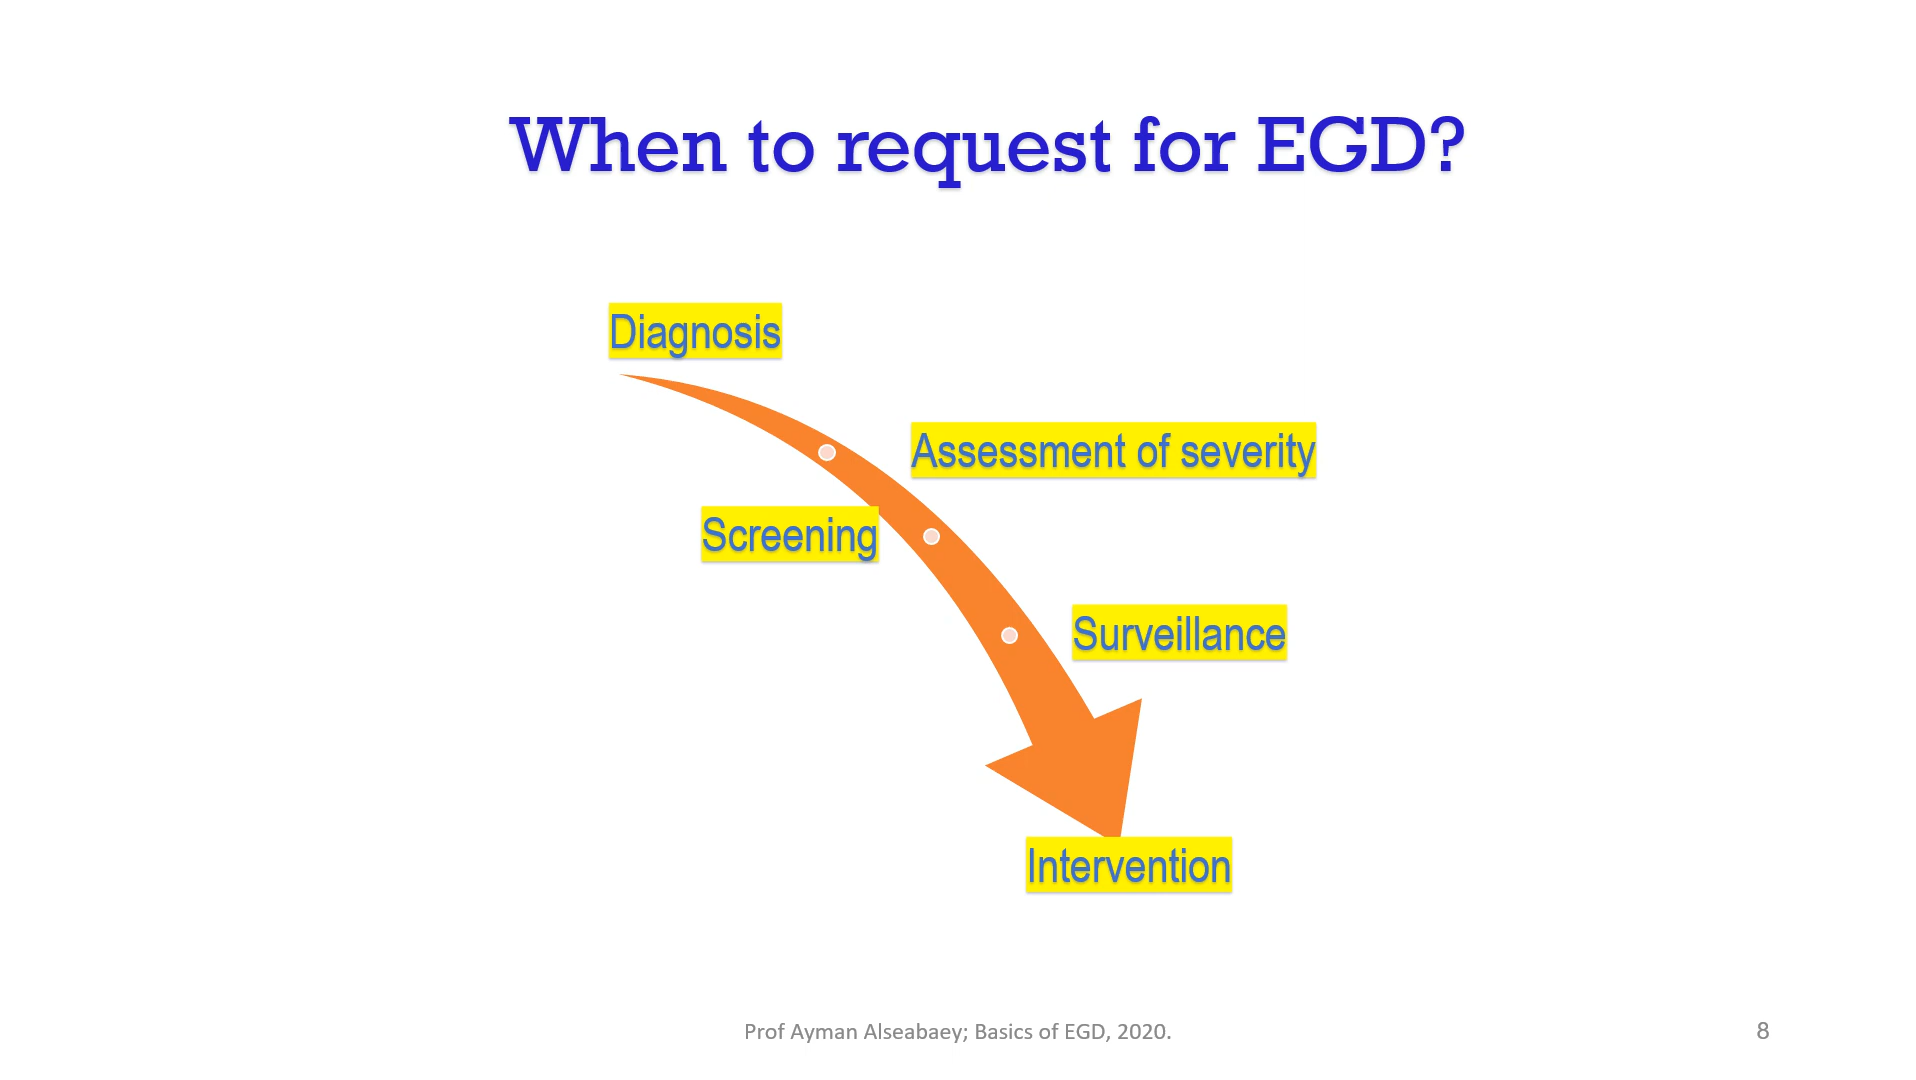 When to request for EGD?
Diagnosis
Assessment of severity
Screening
Surveillance
Intervention
Prof Ayman Alseabaey; Basics of EGD, 2020.
8